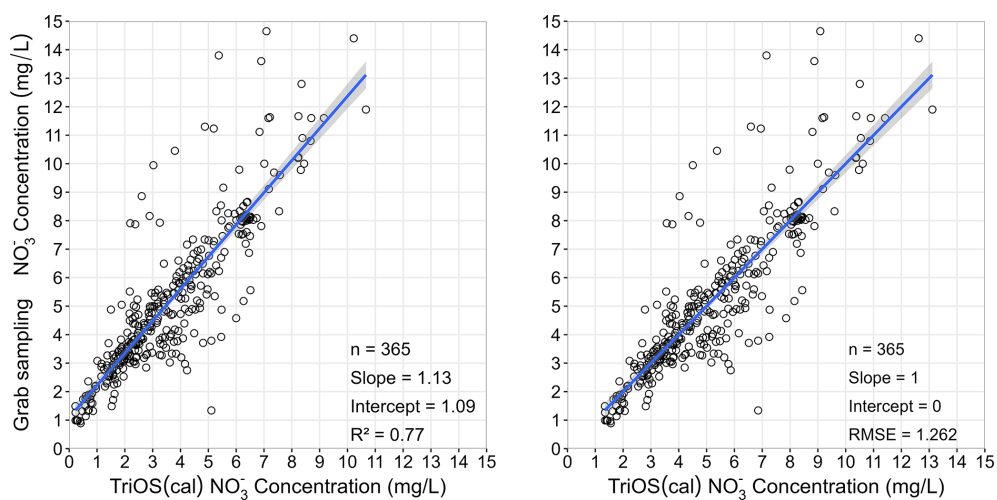 Grab sampling NO₃⁻ Concentration (mg/L)
15
14
13
12
11
10
9
8
7
6
5
4
3
2
1
0
n = 365
Slope = 1.13
Intercept = 1.09
R² = 0.77
0 1 2 3 4 5 6 7 8 9 10 11 12 13 14 15
TriOS(cal) NO₃⁻ Concentration (mg/L)
15
14
13
12
11
10
9
8
7
6
5
4
3
2
1
0
n = 365
Slope = 1
Intercept = 0
RMSE = 1.262
0 1 2 3 4 5 6 7 8 9 10 11 12 13 14 15
TriOS(cal) NO₃⁻ Concentration (mg/L)